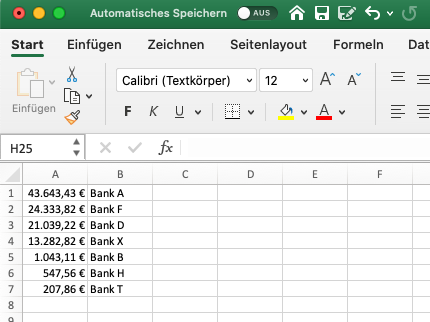 Automatisches Speichern AUS
Start Einfügen Zeichnen Seitenlayout Formeln Dat
Einfügen
Calibri (Textkörper) 12 A A
F K U A
H25 fx
A B C D E F
1 43.643,43 € Bank A
2 24.333,82 € Bank F
3 21.039,22 € Bank D
4 13.282,82 € Bank X
5 1.043,11 € Bank B
6 547,56 € Bank H
7 207,86 € Bank T
8
9